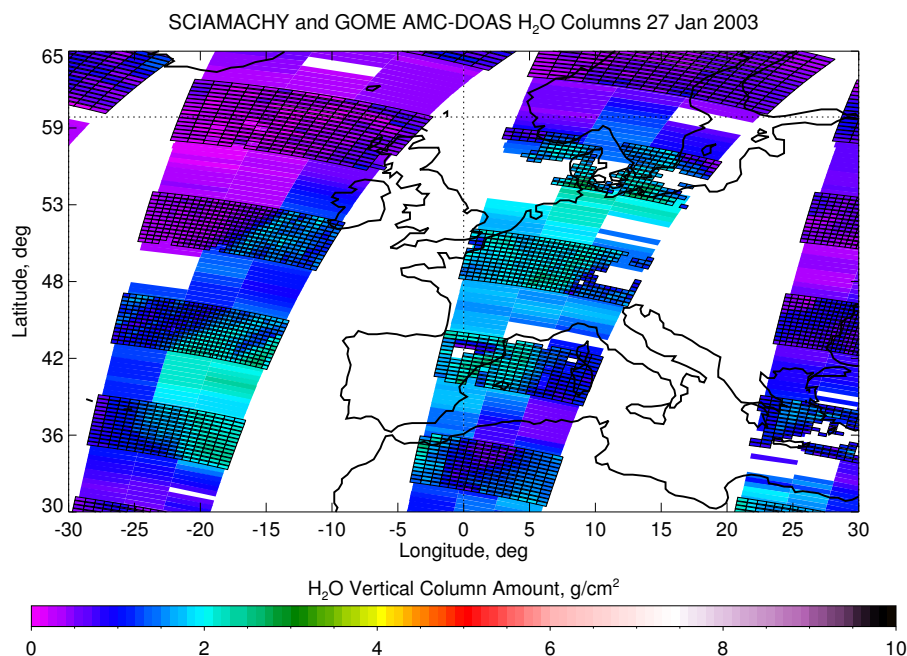 SCIAMACHY and GOME AMC-DOAS H₂O Columns 27 Jan 2003
65
59
53
48
42
36
30
Latitude, deg
-30 -25 -20 -15 -10 -5 0 5 10 15 20 25 30
Longitude, deg
H₂O Vertical Column Amount, g/cm²
0 2 4 6 8 10